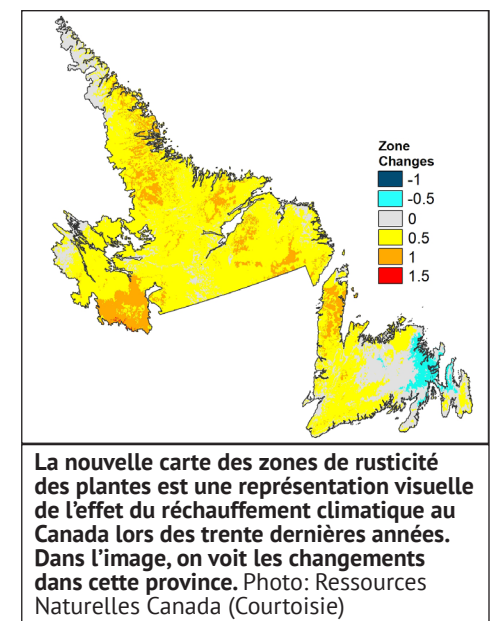 Zone
Changes
-1
-0.5
0
0.5
1
1.5
La nouvelle carte des zones de rusticité
des plantes est une représentation visuelle
de l'effet du réchauffement climatique au
Canada lors des trente dernières années.
Dans l'image, on voit les changements
dans cette province. Photo: Ressources
Naturelles Canada (Courtoisie)